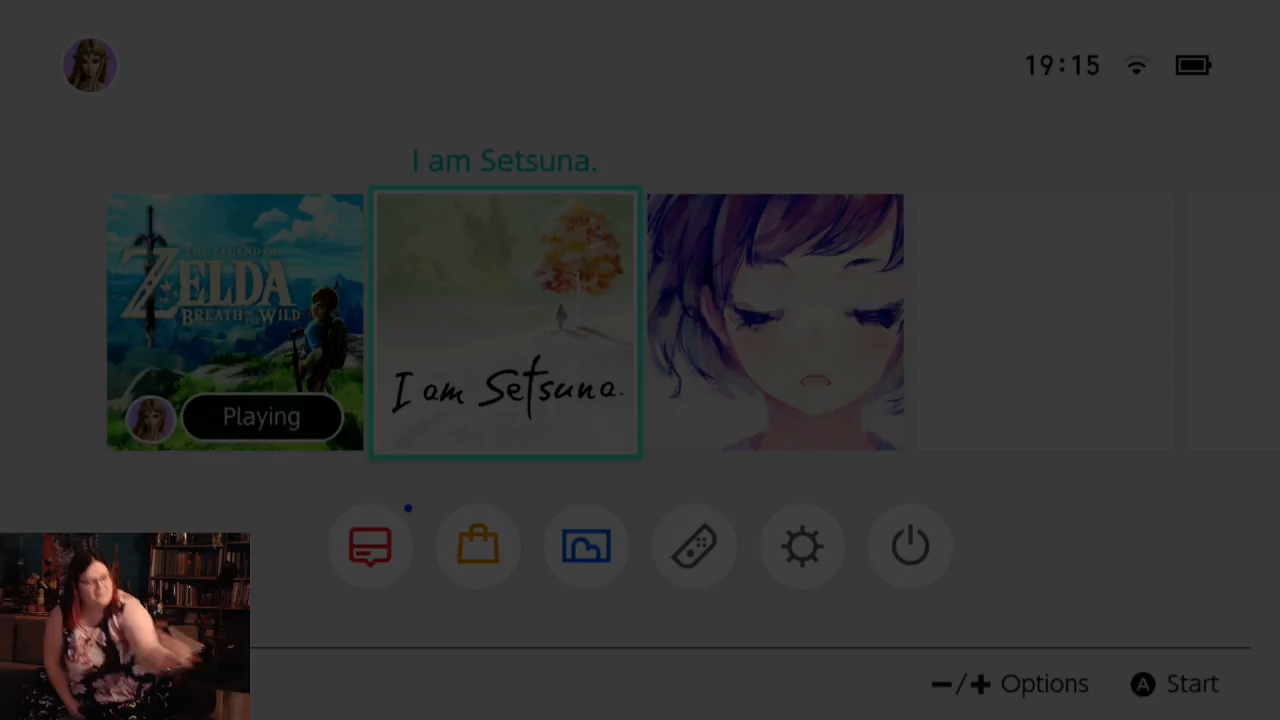 19:15
I am Setsuna.
THE LEGEND OF
ZELDA
BREATH OF THE WILD
Playing
I am Setsuna.
−/+ Options
A Start